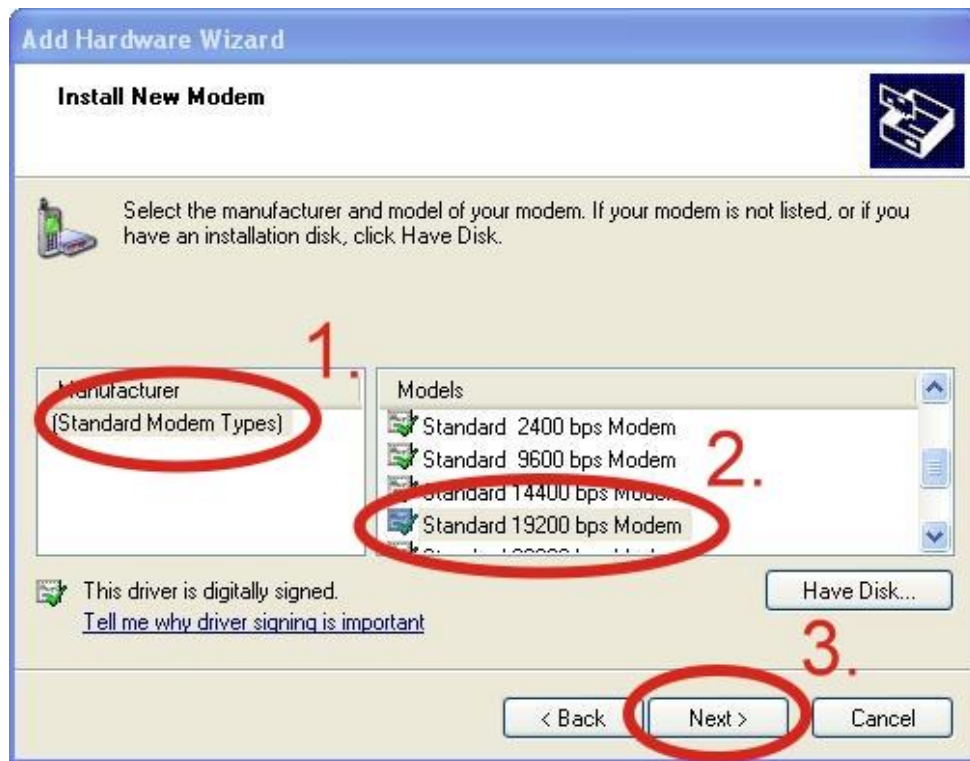 Add Hardware Wizard
Install New Modem
Select the manufacturer and model of your modem. If your modem is not listed, or if you
have an installation disk, click Have Disk.
1.
Manufacturer
(Standard Modem Types)
Models
Standard 2400 bps Modem
Standard 9600 bps Modem
2.
Standard 14400 bps Modem
Standard 19200 bps Modem
This driver is digitally signed.
Tell me why driver signing is important
Have Disk...
3.
< Back
Next >
Cancel